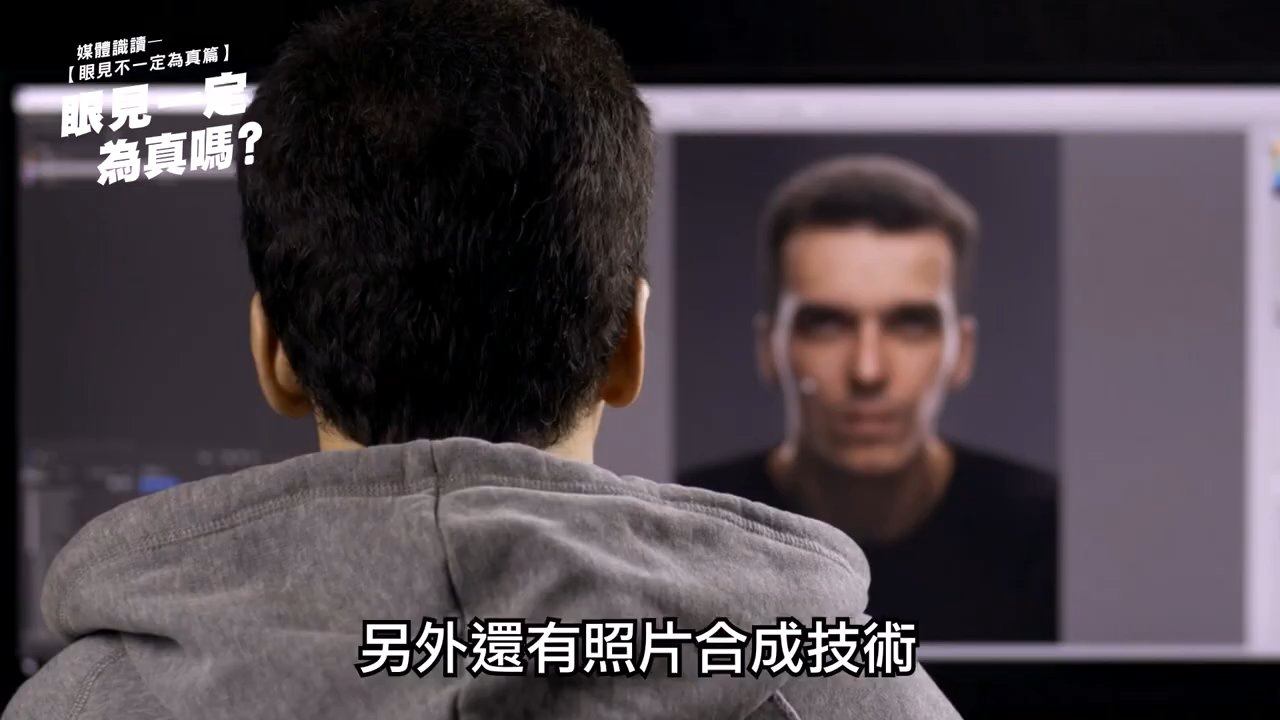 媒體識讀—
【眼見不一定為真篇】
眼見一定
為真嗎?
另外還有照片合成技術